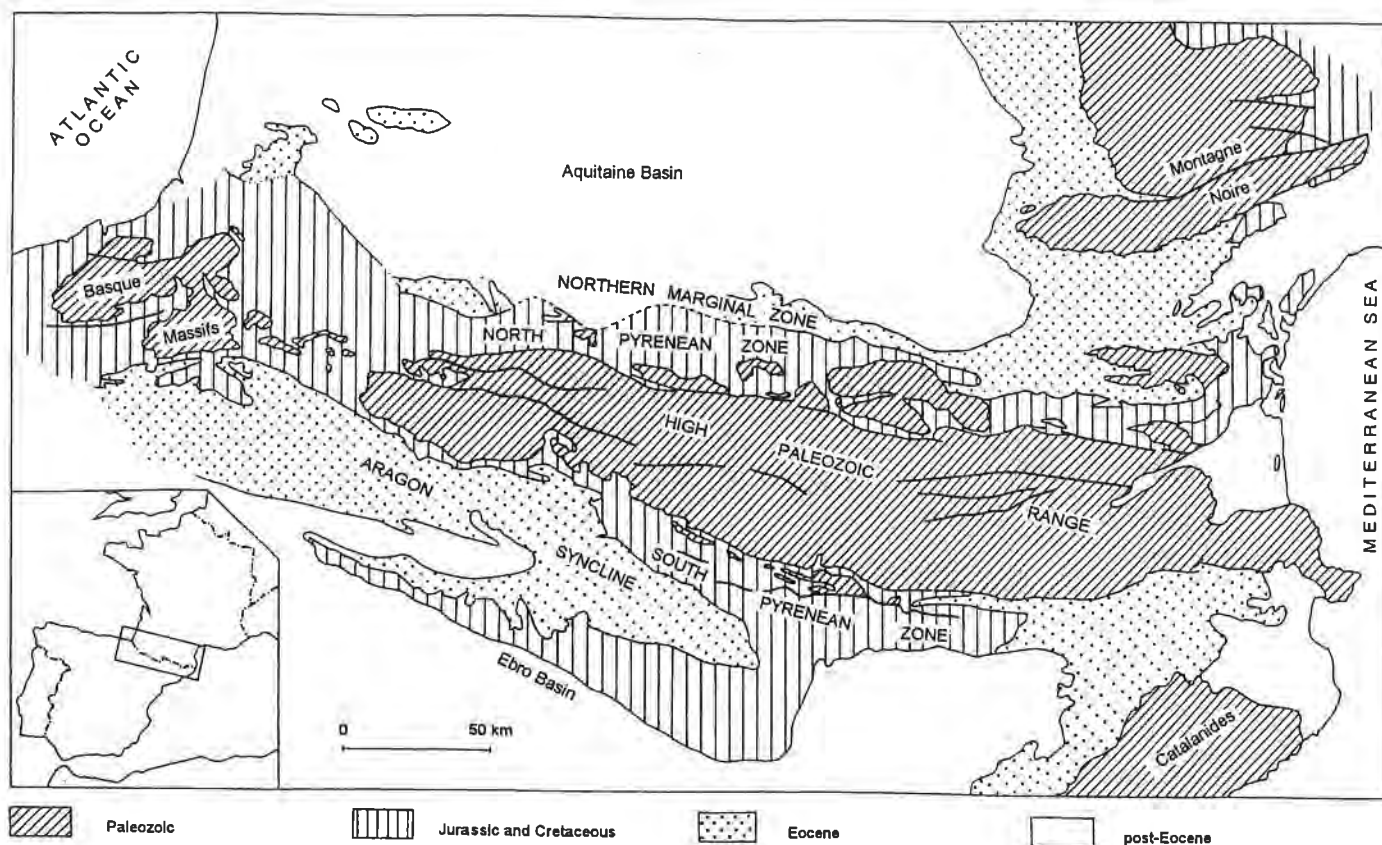 ATLANTIC
OCEAN
Aquitaine Basin
Montagne
Noire
Basque
Massifs
NORTHERN MARGINAL ZONE
NORTH PYRENEAN ZONE
HIGH PALEOZOIC RANGE
ARAGON SYNCLINE
SOUTH PYRENEAN ZONE
Ebro Basin
MEDITERRANEAN SEA
Catalanides
0 50 km
Paleozoic
Jurassic and Cretaceous
Eocene
post-Eocene